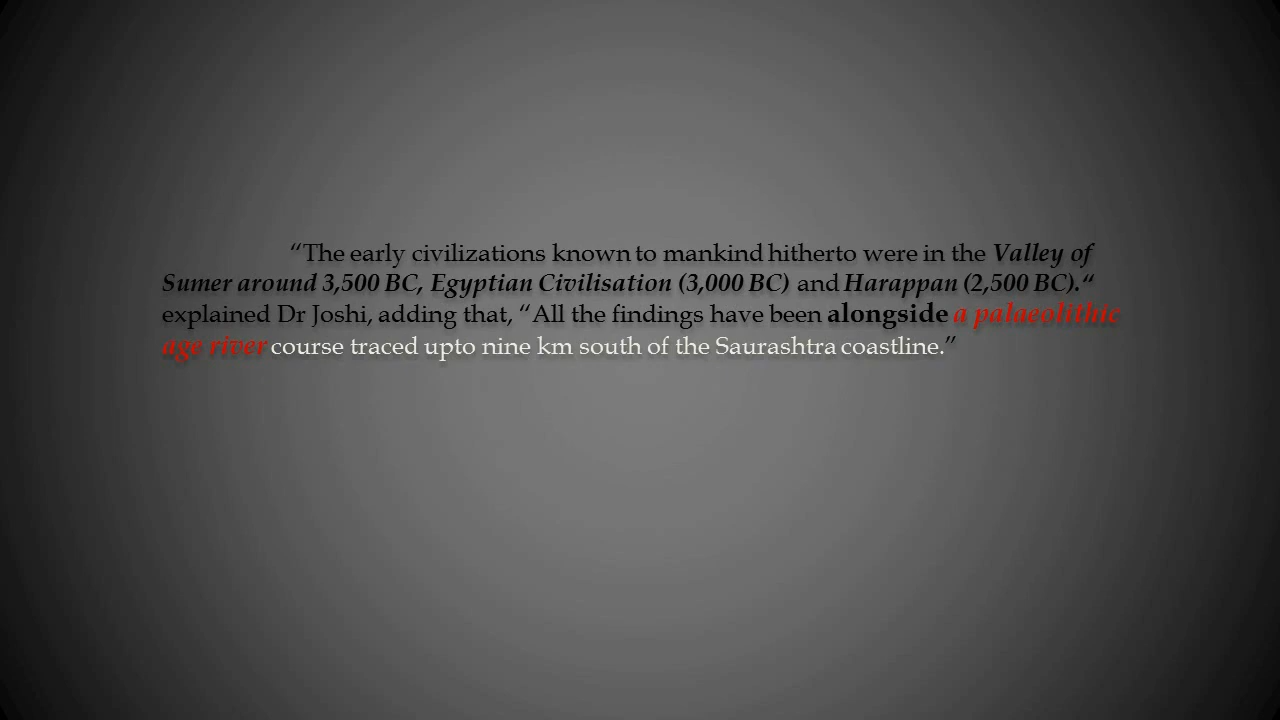 “The early civilizations known to mankind hitherto were in the Valley of
Sumer around 3,500 BC, Egyptian Civilisation (3,000 BC) and Harappan (2,500 BC).“
explained Dr Joshi, adding that, “All the findings have been alongside a palaeolithic
age river course traced upto nine km south of the Saurashtra coastline.”